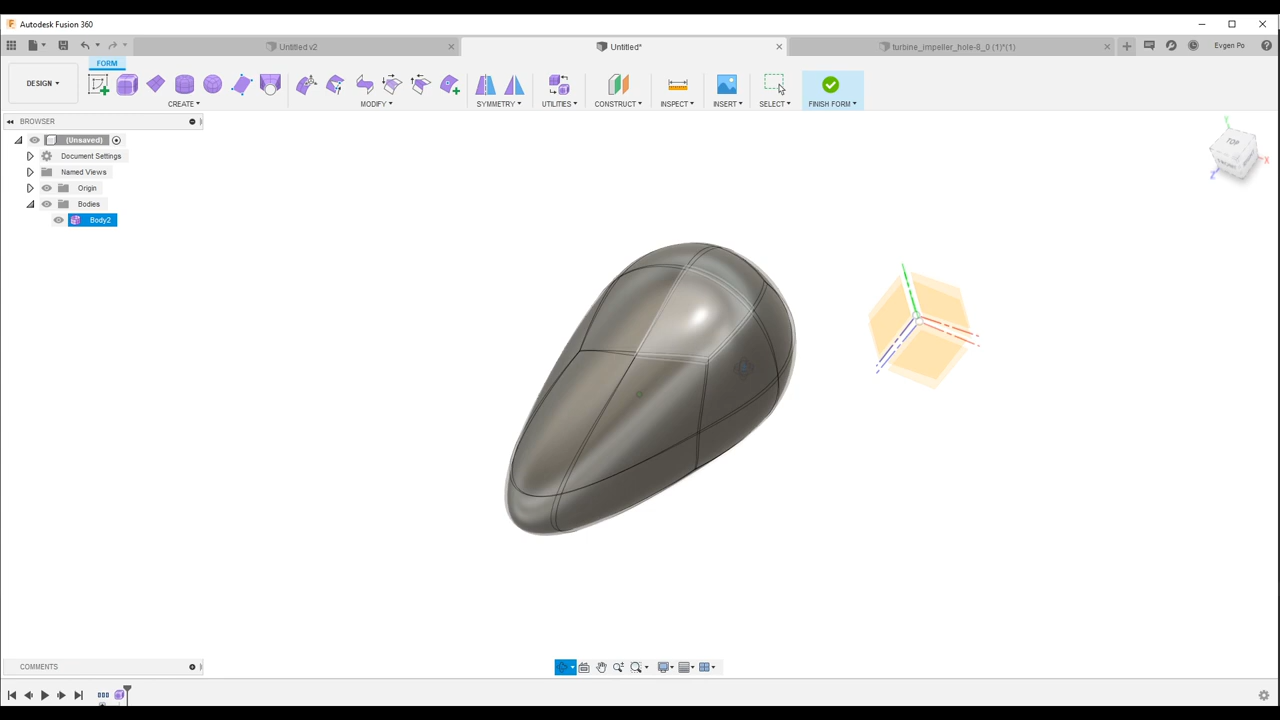 Autodesk Fusion 360
Untitled v2
Untitled*
turbine_impeller_hole-8_0 (1)*(1)
Evgen Po
FORM
DESIGN
CREATE
MODIFY
SYMMETRY
UTILITIES
CONSTRUCT
INSPECT
INSERT
SELECT
FINISH FORM
BROWSER
(Unsaved)
Document Settings
Named Views
Origin
Bodies
Body2
TOP
Y
X
Z
COMMENTS